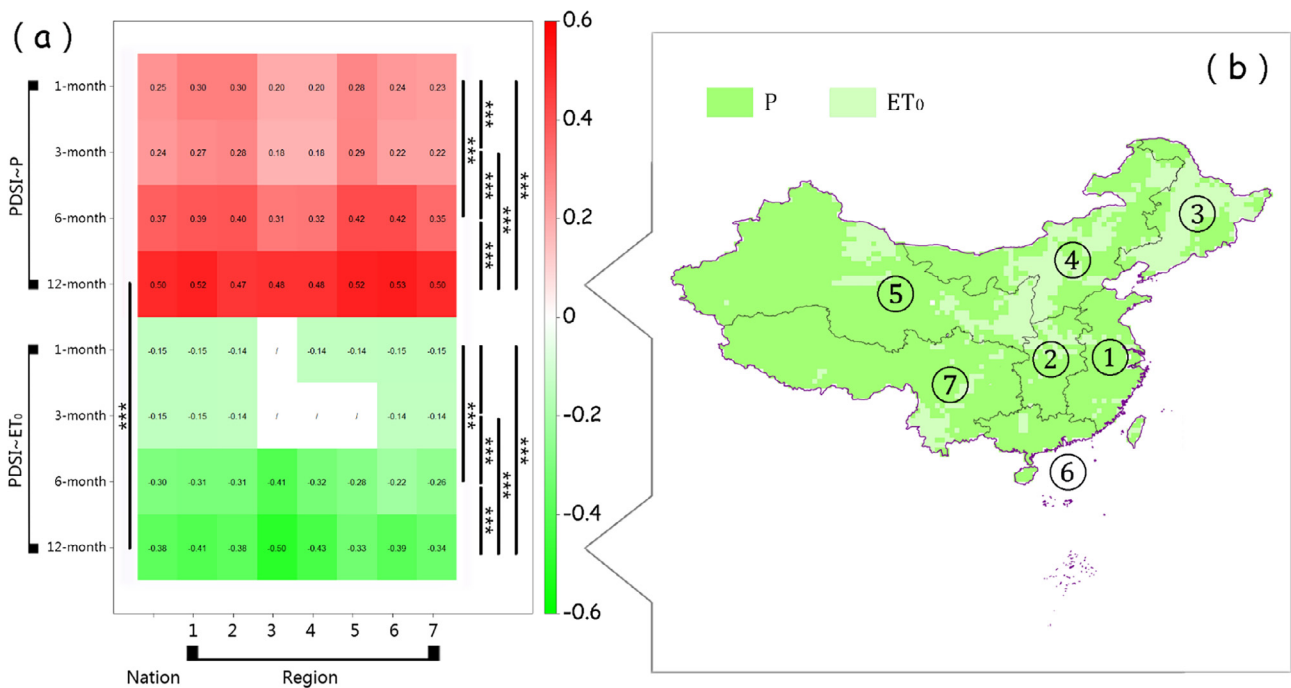 (a)
0.6
0.4
0.2
0
-0.2
-0.4
-0.6
PDSI~P
1-month 0.25 0.30 0.30 0.20 0.20 0.28 0.24 0.23
3-month 0.24 0.27 0.28 0.18 0.18 0.29 0.22 0.22
6-month 0.37 0.39 0.40 0.31 0.32 0.42 0.42 0.35
12-month 0.50 0.52 0.47 0.48 0.48 0.52 0.53 0.50
PDSI~ET₀
1-month -0.15 -0.15 -0.14 / -0.14 -0.14 -0.15 -0.15
3-month -0.15 -0.15 -0.14 / / / -0.14 -0.14
6-month -0.30 -0.31 -0.31 -0.41 -0.32 -0.28 -0.22 -0.26
12-month -0.38 -0.41 -0.38 -0.50 -0.43 -0.33 -0.39 -0.34
***
***
***
***
***
***
***
***
***
***
***
1 2 3 4 5 6 7
Nation Region
(b)
P ET₀
③
④
⑤
② ①
⑦
⑥